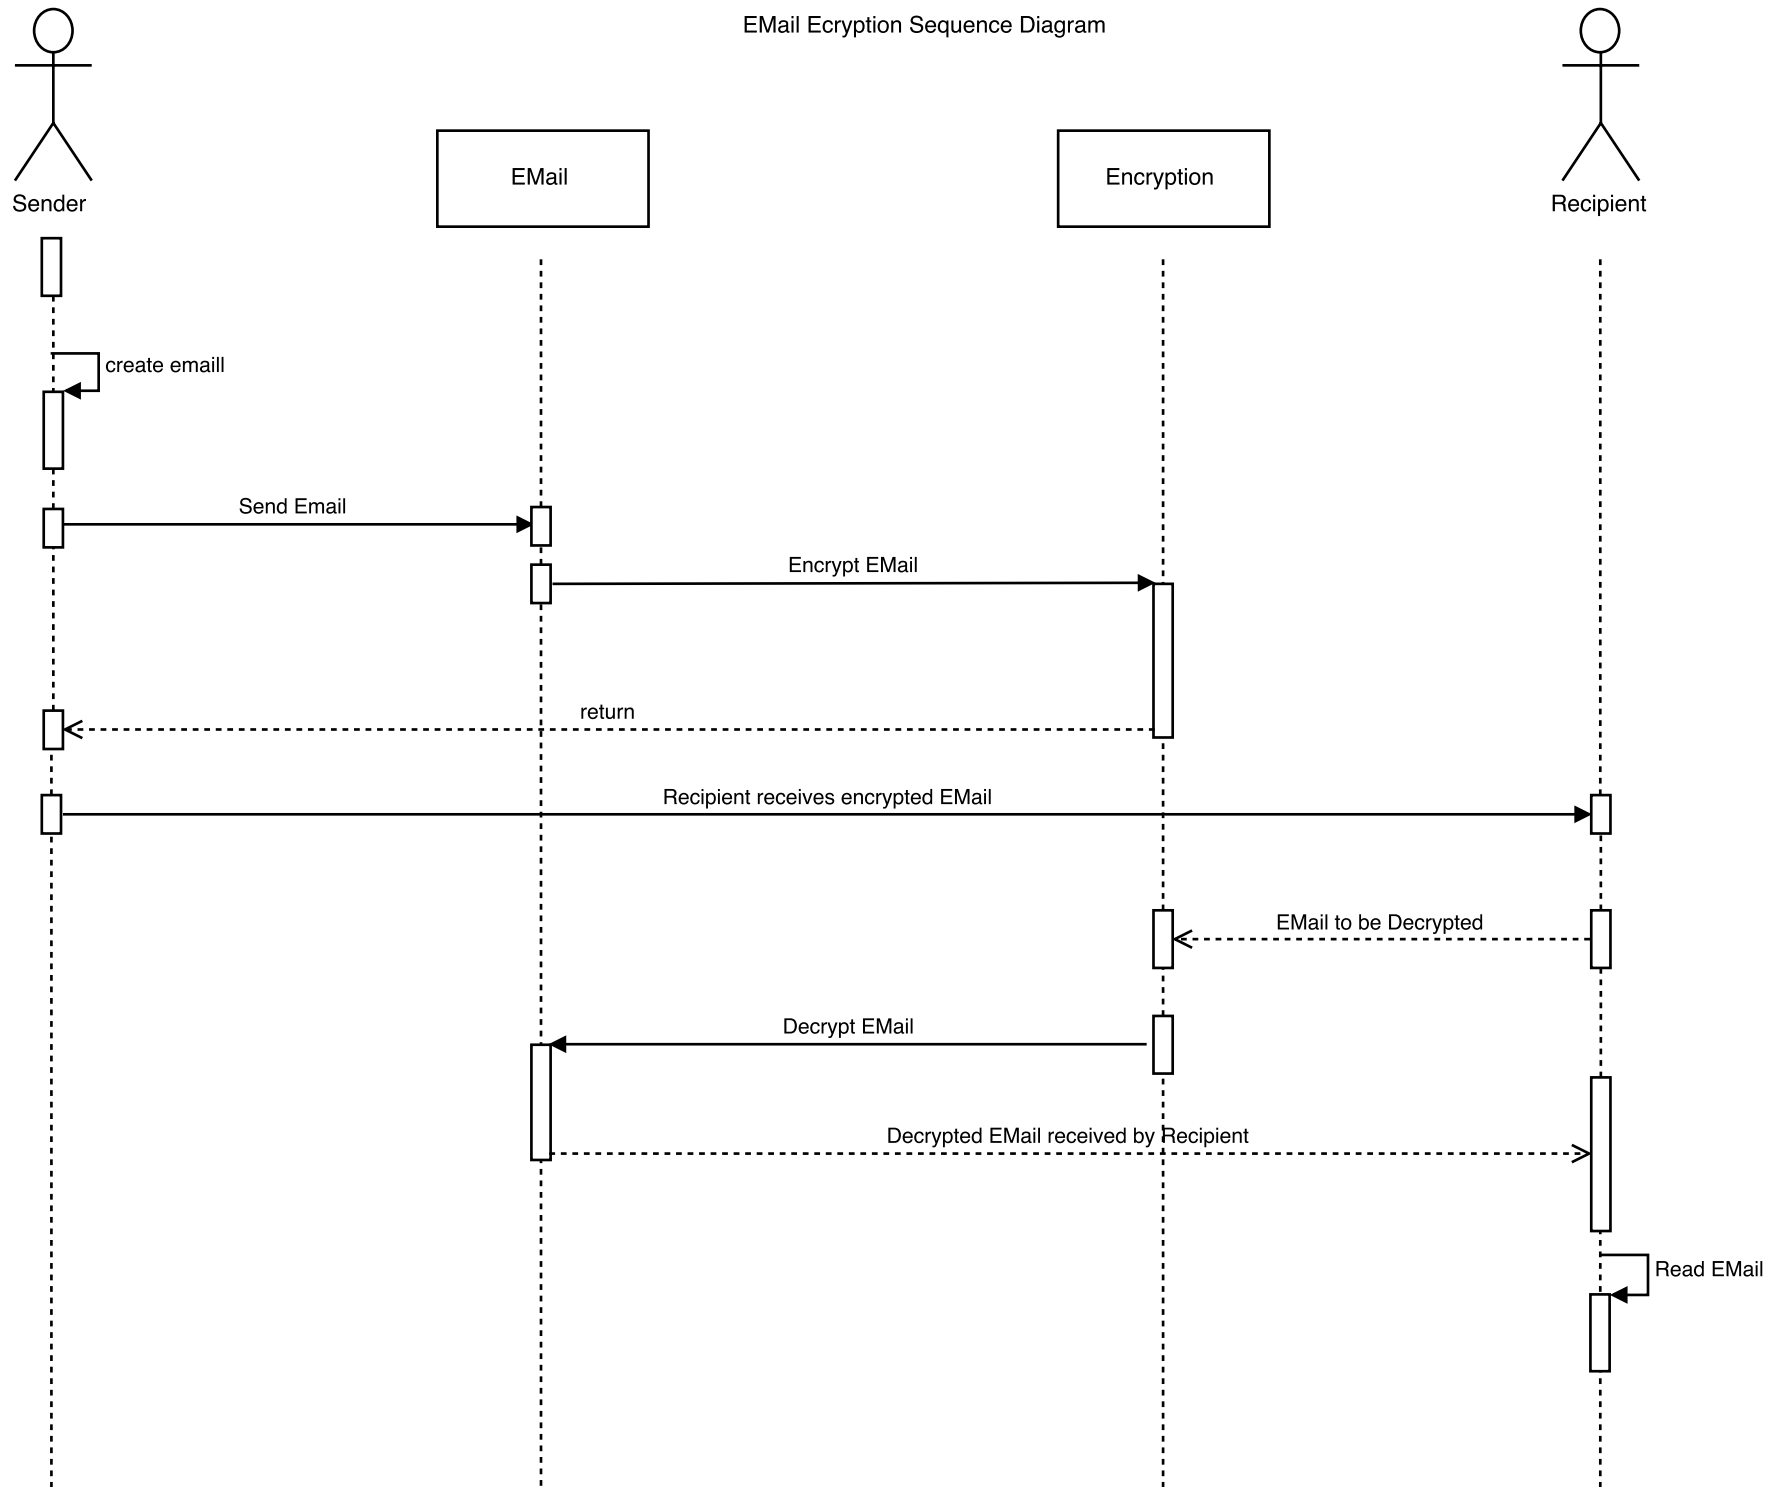 EMail Ecryption Sequence Diagram
EMail
Encryption
Sender
Recipient
create emaill
Send Email
Encrypt EMail
return
Recipient receives encrypted EMail
EMail to be Decrypted
Decrypt EMail
Decrypted EMail received by Recipient
Read EMail